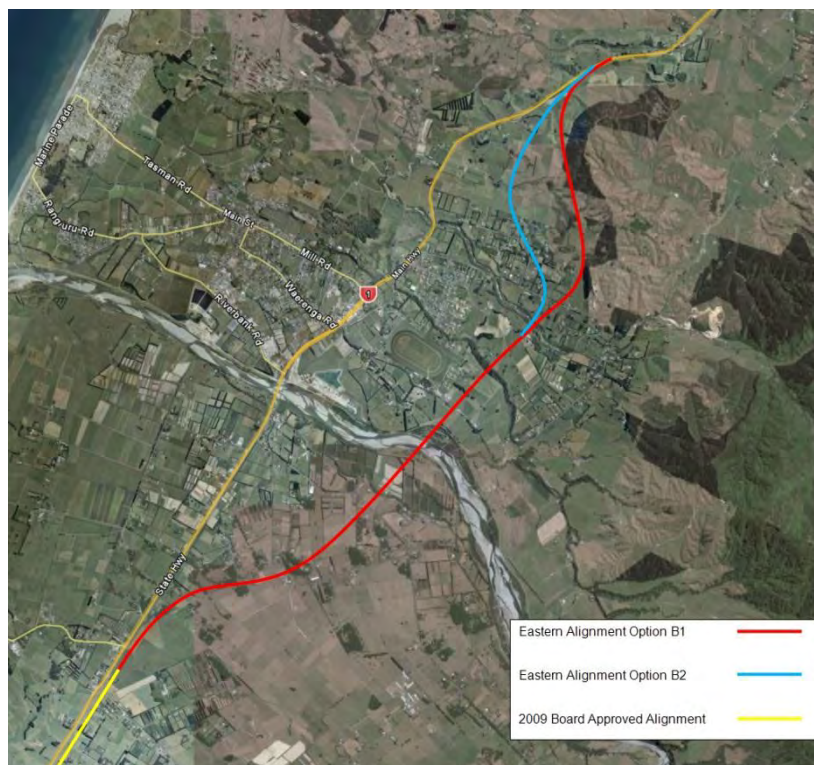 Marine Parade
Tasman Rd
Rangiuru Rd
Main St
Mill Rd
Main Hwy
1
Waerenga Rd
Riverbank Rd
State Hwy
Eastern Alignment Option B1
Eastern Alignment Option B2
2009 Board Approved Alignment